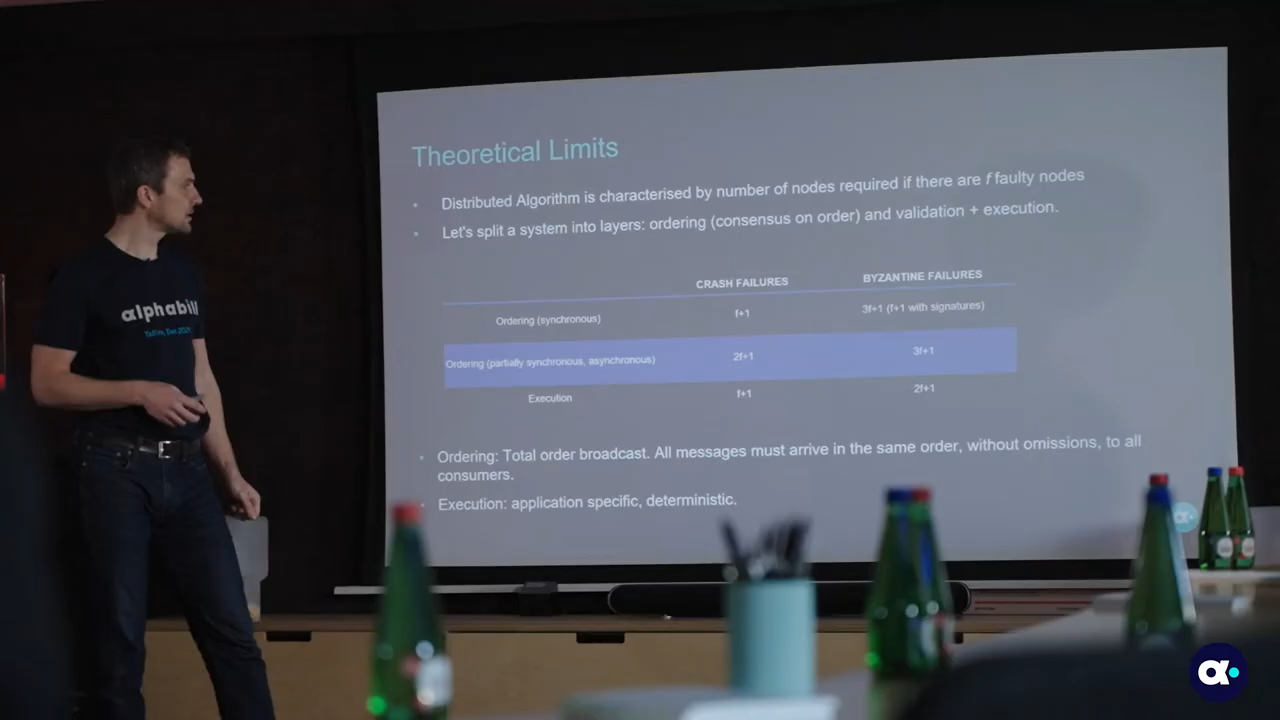 alphabill
Theoretical Limits
Distributed Algorithm is characterised by number of nodes required if there are f faulty nodes
Let's split a system into layers: ordering (consensus on order) and validation + execution.
CRASH FAILURES BYZANTINE FAILURES
Ordering (synchronous) f+1 3f+1 (f+1 with signatures)
Ordering (partially synchronous, asynchronous) 2f+1 3f+1
Execution f+1 2f+1
Ordering: Total order broadcast. All messages must arrive in the same order, without omissions, to all
consumers.
Execution: application specific, deterministic.